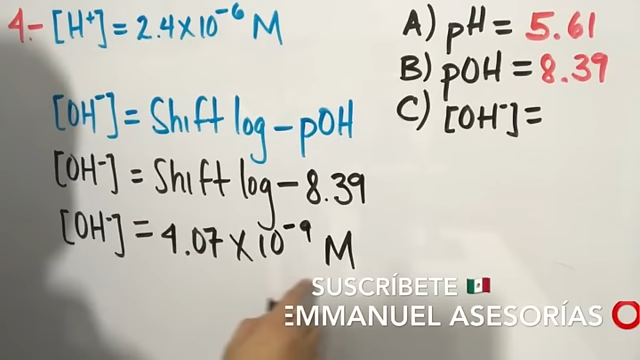 4.- [H⁺] = 2.4×10⁻⁶ M
A) pH = 5.61
B) pOH = 8.39
C) [OH⁻] =
[OH⁻] = Shift log - pOH
[OH⁻] = Shift log - 8.39
[OH⁻] = 4.07 × 10⁻⁹ M
SUSCRÍBETE 🇲🇽
EMMANUEL ASESORÍAS ⭕